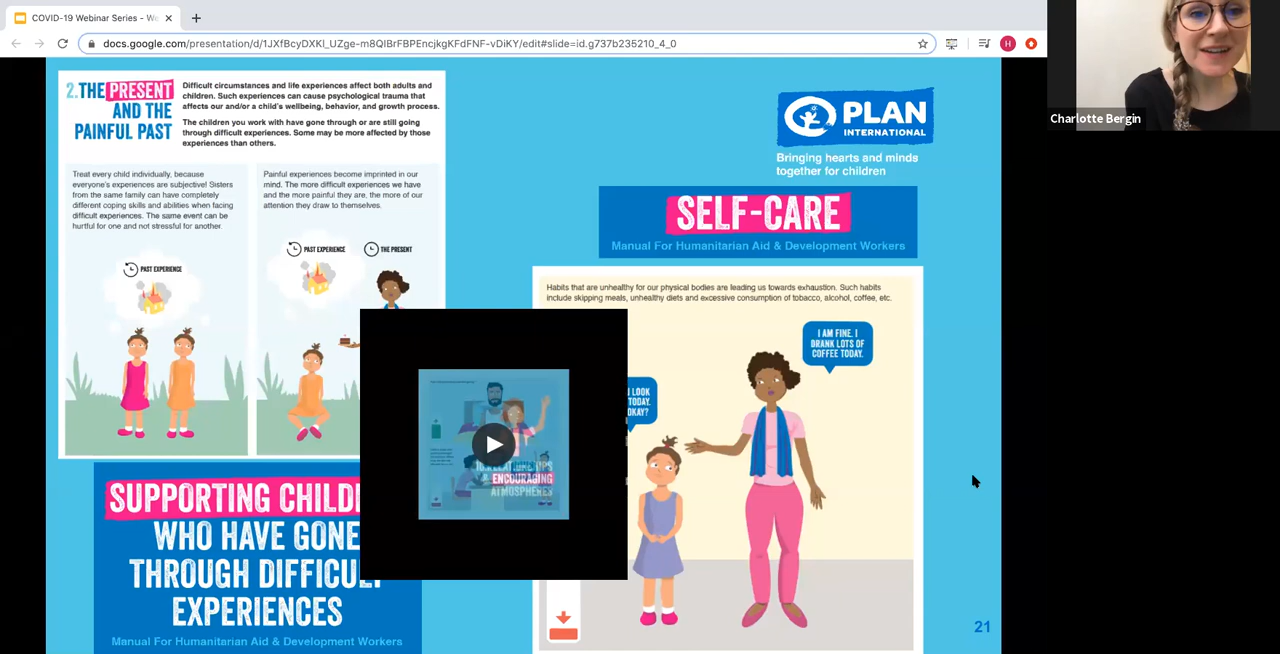 COVID-19 Webinar Series - We
docs.google.com/presentation/d/1JXfBcyDXKl_UZge-m8QIBrFBPEncjkgKFdFNF-vDiKY/edit#slide=id.g737b235210_4_0
H
Charlotte Bergin
2.THE PRESENT
AND THE
PAINFUL PAST
Difficult circumstances and life experiences affect both adults and
children. Such experiences can cause psychological trauma that
affects our and/or a child's wellbeing, behavior, and growth process.
The children you work with have gone through or are still going
through difficult experiences. Some may be more affected by those
experiences than others.
Treat every child individually, because
everyone's experiences are subjective! Sisters
from the same family can have completely
different coping skills and abilities when facing
difficult experiences. The same event can be
hurtful for one and not stressful for another.
PAST EXPERIENCE
Painful experiences become imprinted in our
mind. The more difficult experiences we have
and the more painful they are, the more of our
attention they draw to themselves.
PAST EXPERIENCE
THE PRESENT
SUPPORTING CHILD
WHO HAVE GONE
THROUGH DIFFICULT
EXPERIENCES
Manual For Humanitarian Aid & Development Workers
ENCOURAGING
ATMOSPHERES
PLAN
INTERNATIONAL
Bringing hearts and minds
together for children
SELF-CARE
Manual For Humanitarian Aid & Development Workers
Habits that are unhealthy for our physical bodies are leading us towards exhaustion. Such habits
include skipping meals, unhealthy diets and excessive consumption of tobacco, alcohol, coffee, etc.
LOOK
TODAY.
OKAY?
I AM FINE. I
DRANK LOTS OF
COFFEE TODAY.
21